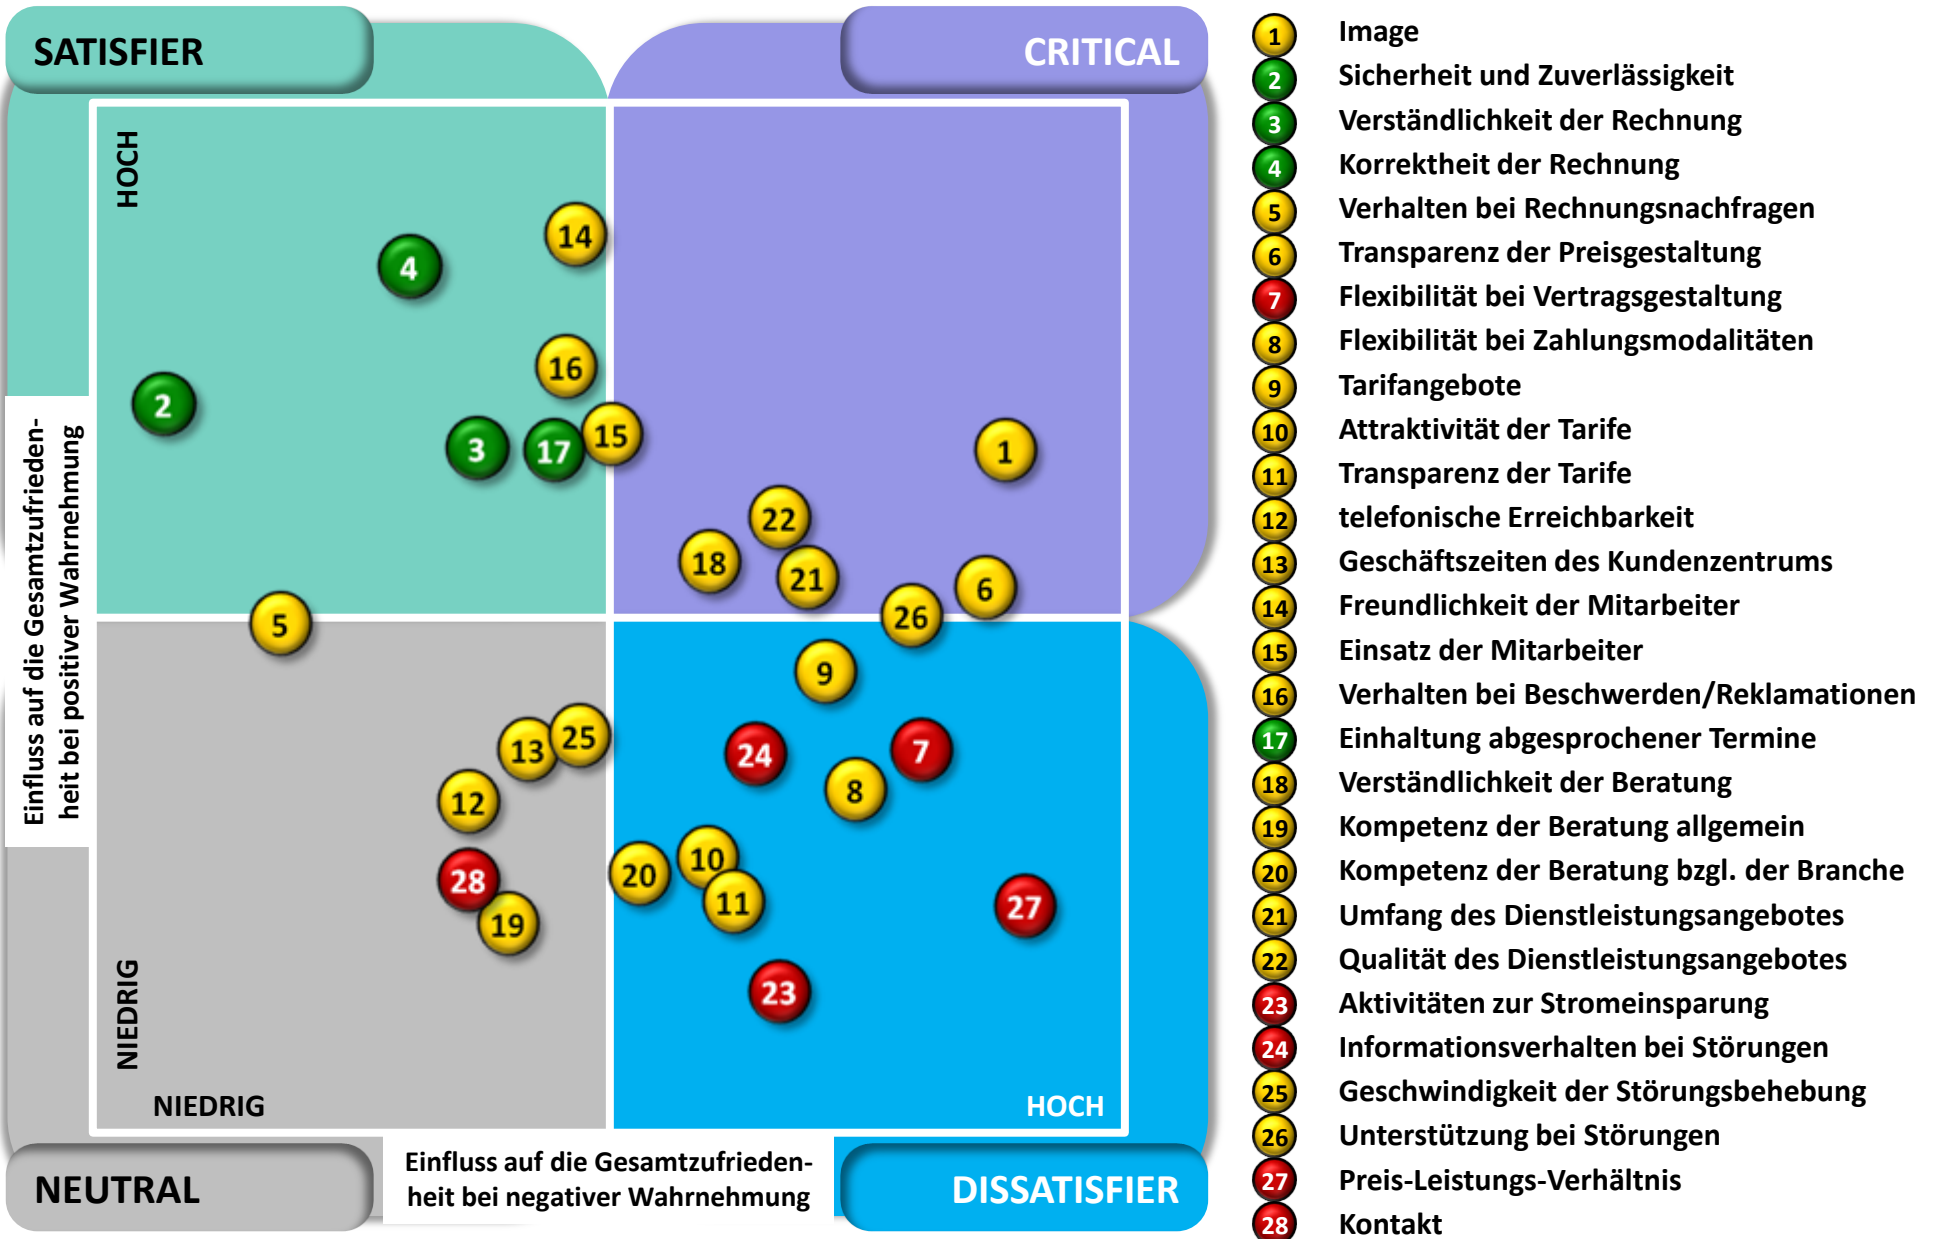 SATISFIER
CRITICAL
HOCH
14
4
16
2
15
3
17
1
22
18
21
6
26
5
9
25
13
24
7
8
12
10
20
28
11
27
19
23
Einfluss auf die Gesamtzufrieden-
heit bei positiver Wahrnehmung
NIEDRIG
NIEDRIG
HOCH
NEUTRAL
Einfluss auf die Gesamtzufrieden-
heit bei negativer Wahrnehmung
DISSATISFIER
1 Image
2 Sicherheit und Zuverlässigkeit
3 Verständlichkeit der Rechnung
4 Korrektheit der Rechnung
5 Verhalten bei Rechnungsnachfragen
6 Transparenz der Preisgestaltung
7 Flexibilität bei Vertragsgestaltung
8 Flexibilität bei Zahlungsmodalitäten
9 Tarifangebote
10 Attraktivität der Tarife
11 Transparenz der Tarife
12 telefonische Erreichbarkeit
13 Geschäftszeiten des Kundenzentrums
14 Freundlichkeit der Mitarbeiter
15 Einsatz der Mitarbeiter
16 Verhalten bei Beschwerden/Reklamationen
17 Einhaltung abgesprochener Termine
18 Verständlichkeit der Beratung
19 Kompetenz der Beratung allgemein
20 Kompetenz der Beratung bzgl. der Branche
21 Umfang des Dienstleistungsangebotes
22 Qualität des Dienstleistungsangebotes
23 Aktivitäten zur Stromeinsparung
24 Informationsverhalten bei Störungen
25 Geschwindigkeit der Störungsbehebung
26 Unterstützung bei Störungen
27 Preis-Leistungs-Verhältnis
28 Kontakt